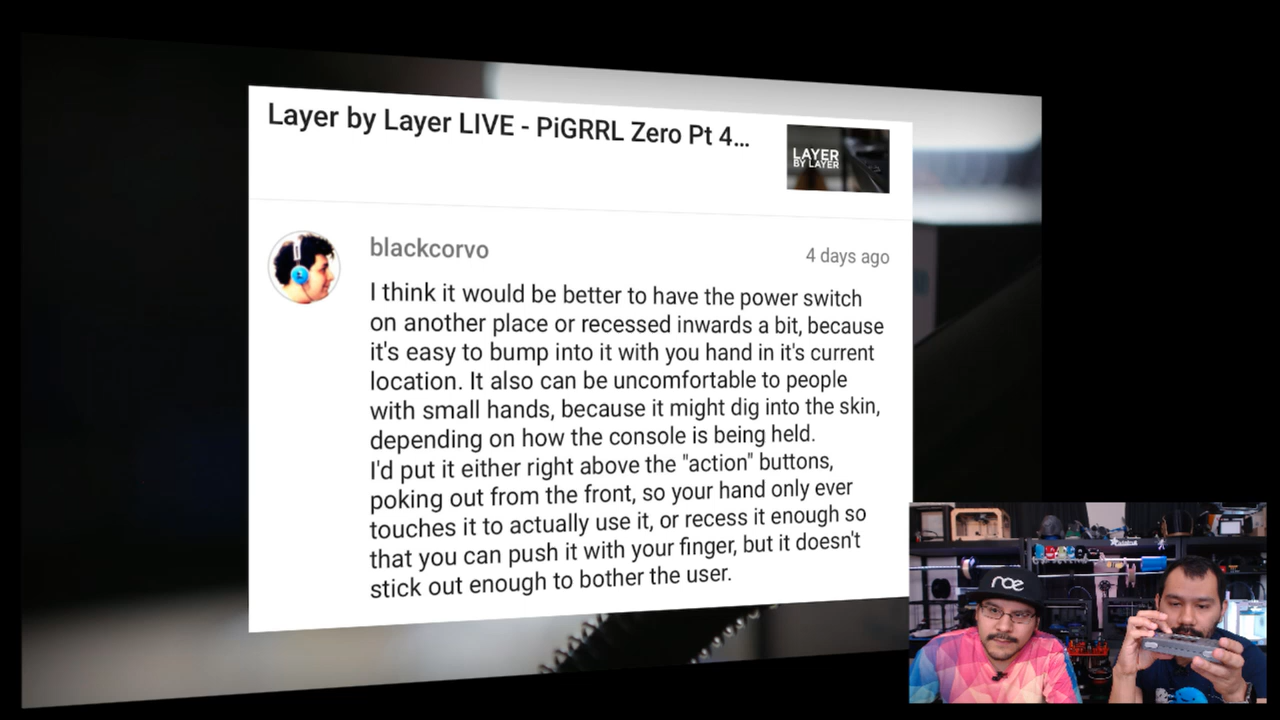 Layer by Layer LIVE - PiGRRL Zero Pt 4...
LAYER
BY LAYER
blackcorvo
4 days ago
I think it would be better to have the power switch
on another place or recessed inwards a bit, because
it's easy to bump into it with you hand in it's current
location. It also can be uncomfortable to people
with small hands, because it might dig into the skin,
depending on how the console is being held.
I'd put it either right above the "action" buttons,
poking out from the front, so your hand only ever
touches it to actually use it, or recess it enough so
that you can push it with your finger, but it doesn't
stick out enough to bother the user.
noe